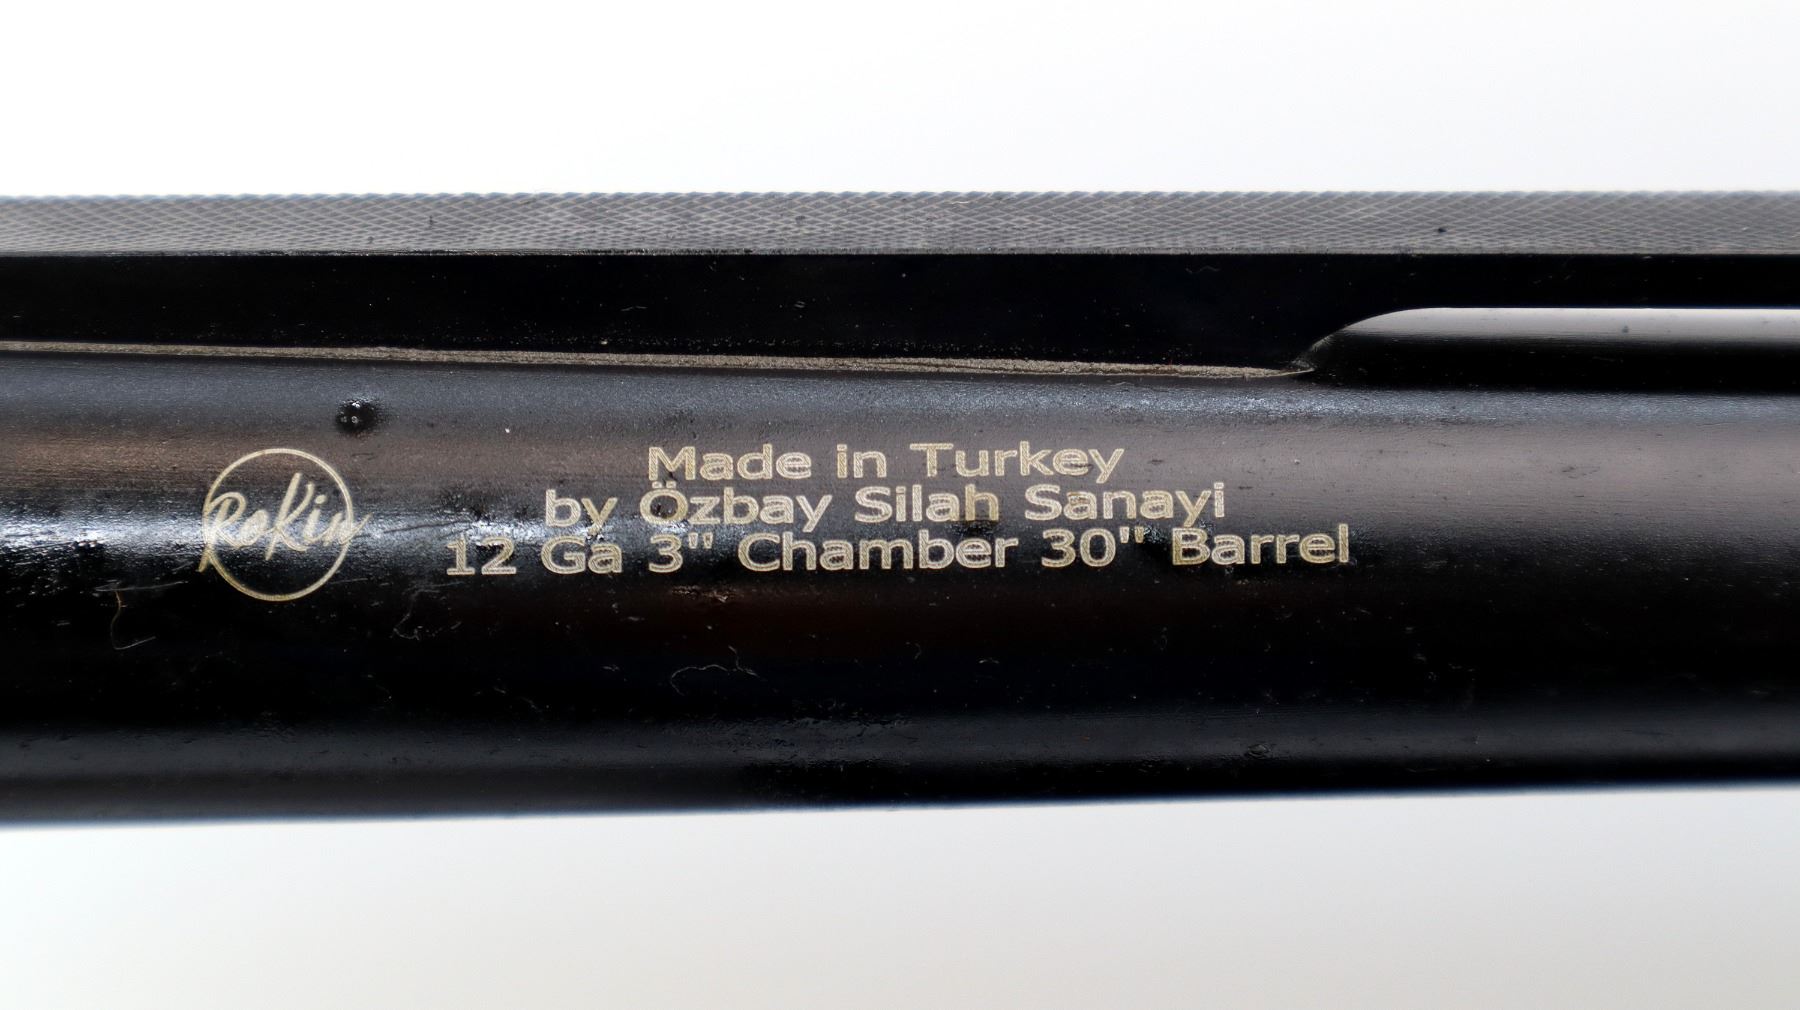 RoKin
Made in Turkey
by Özbay Silah Sanayi
12 Ga 3" Chamber 30" Barrel